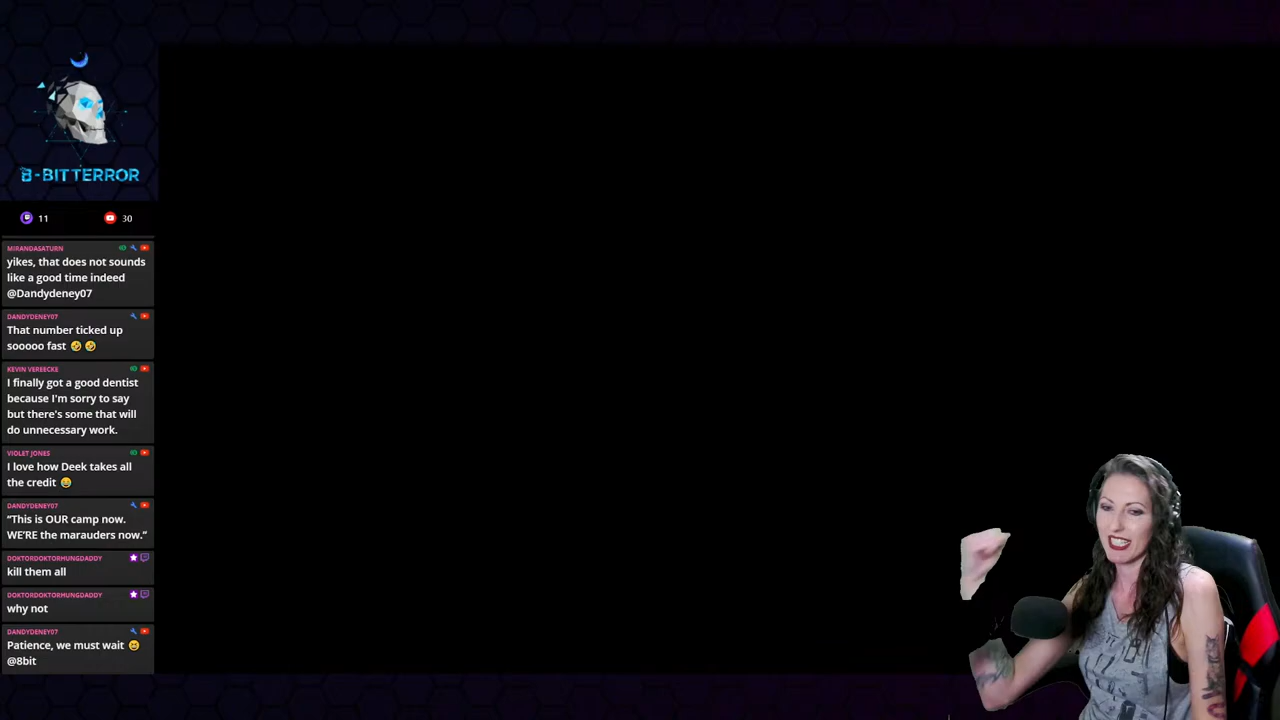 8-BITTERROR
11 30
MIRANDASATURN
yikes, that does not sounds
like a good time indeed
@Dandydeney07
DANDYDENEY07
That number ticked up
sooooo fast 🤣 🤣
KEVIN VEREECKE
I finally got a good dentist
because I'm sorry to say
but there's some that will
do unnecessary work.
VIOLET JONES
I love how Deek takes all
the credit 😂
DANDYDENEY07
“This is OUR camp now.
WE’RE the marauders now.“
DOKTORDOKTORHUNGDADDY
kill them all
DOKTORDOKTORHUNGDADDY
why not
DANDYDENEY07
Patience, we must wait 😆
@8bit